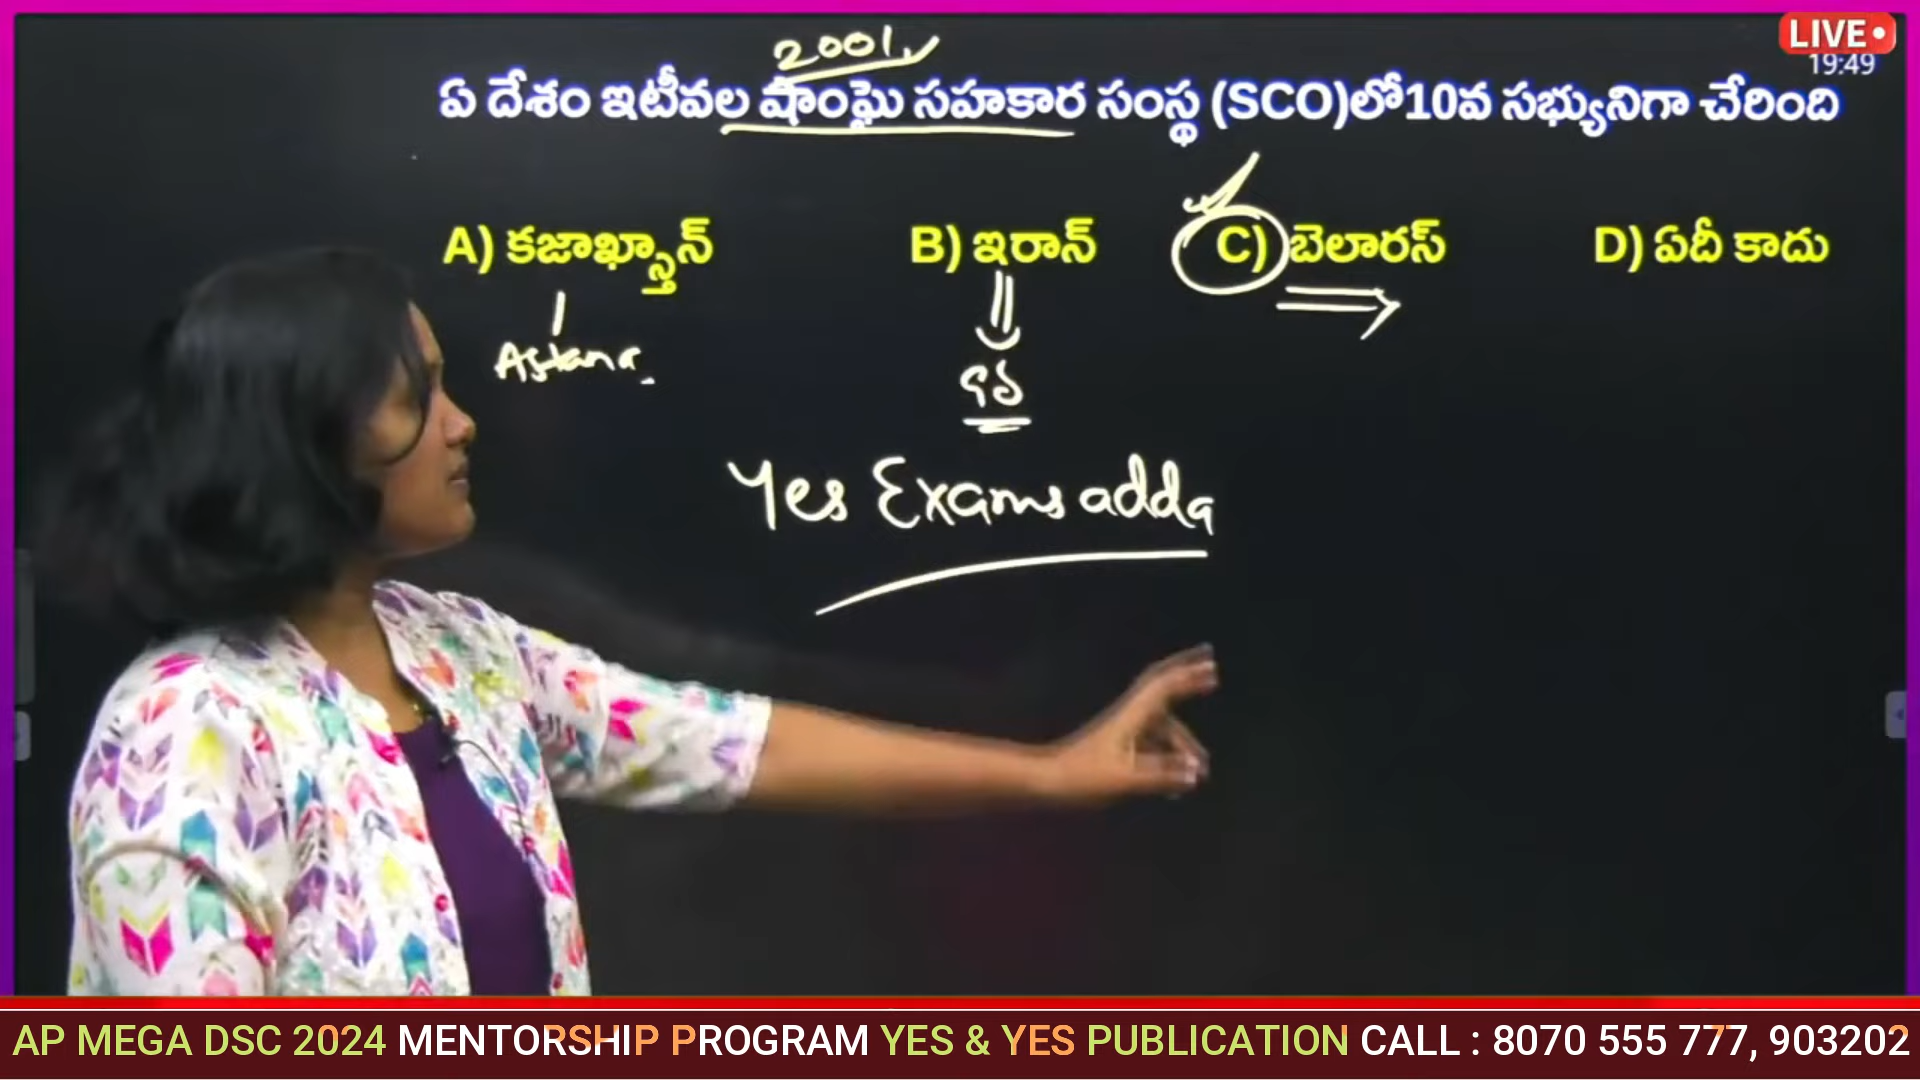 LIVE
19:49
2001
ఏ దేశం ఇటీవల షాంఘై సహకార సంస్థ (SCO)లో10వ సభ్యునిగా చేరింది
A) కజాఖ్స్తాన్ B) ఇరాన్ C) బెలారస్ D) ఏదీ కాదు
Astana.
Yes Exams adda
AP MEGA DSC 2024 MENTORSHIP PROGRAM YES & YES PUBLICATION CALL : 8070 555 777, 903202